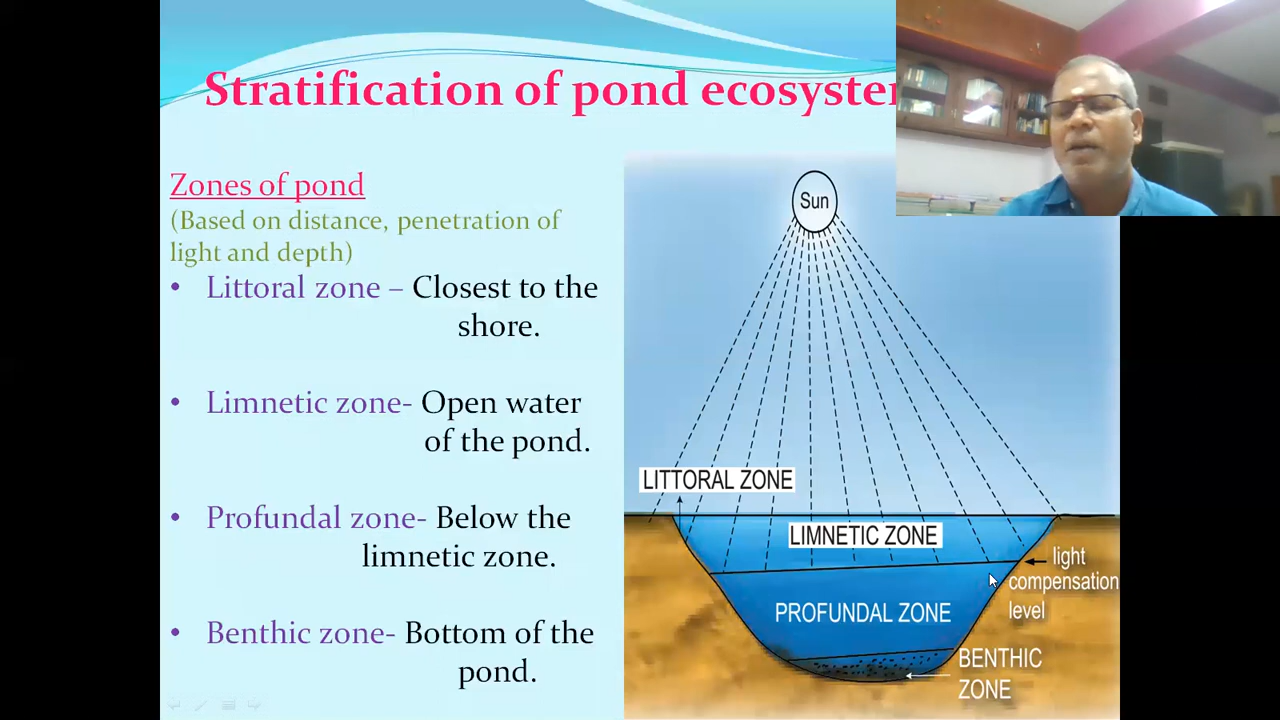 Stratification of pond ecosyste
Zones of pond
(Based on distance, penetration of
light and depth)
• Littoral zone – Closest to the
shore.
• Limnetic zone- Open water
of the pond.
• Profundal zone- Below the
limnetic zone.
• Benthic zone- Bottom of the
pond.
Sun
LITTORAL ZONE
LIMNETIC ZONE
light
compensation
level
PROFUNDAL ZONE
BENTHIC
ZONE